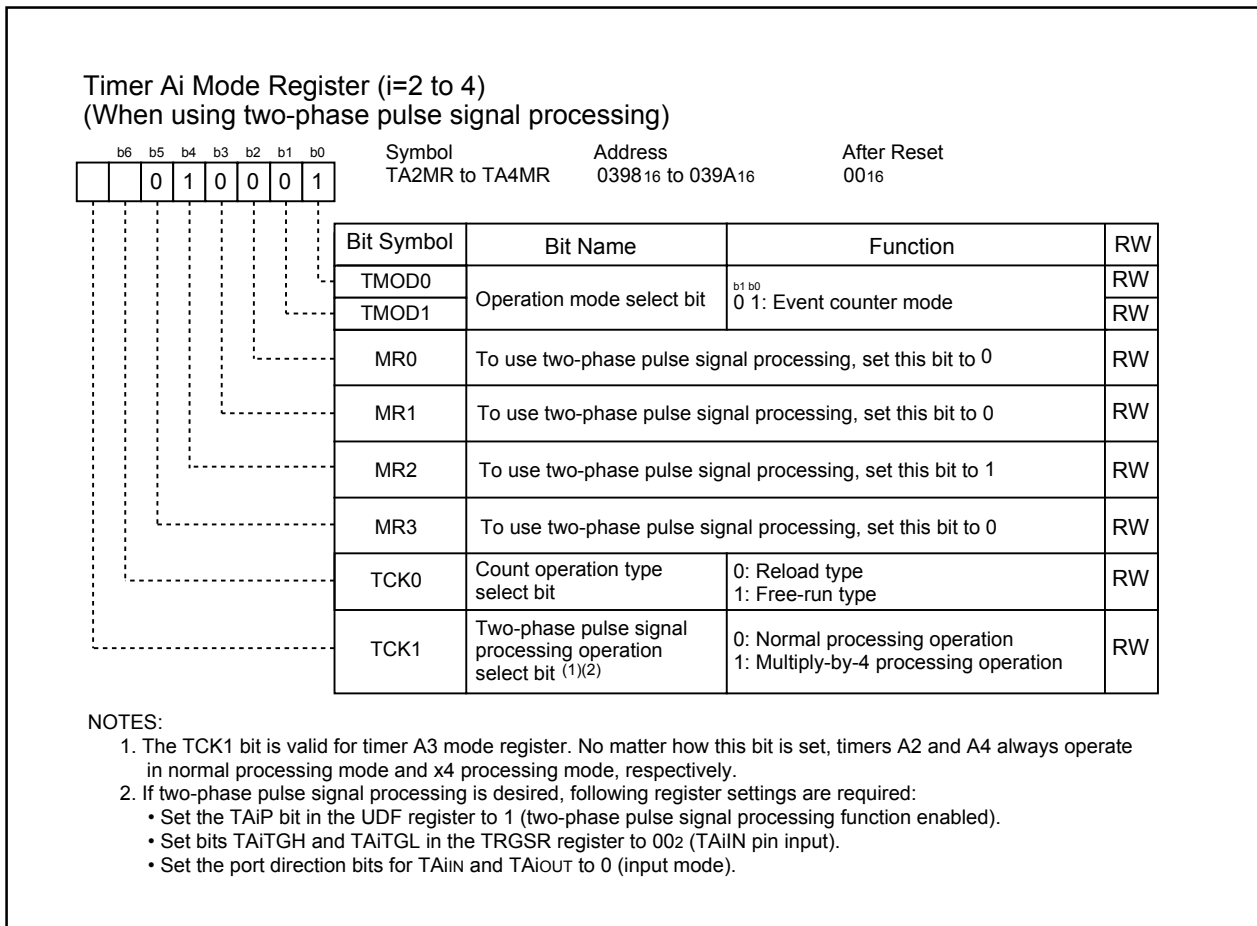 Timer Ai Mode Register (i=2 to 4)
(When using two-phase pulse signal processing)
b6 b5 b4 b3 b2 b1 b0
0 1 0 0 0 1
Symbol Address After Reset
TA2MR to TA4MR 039816 to 039A16 0016
Bit Symbol Bit Name Function RW
TMOD0 RW
Operation mode select bit
b1 b0
0 1: Event counter mode
TMOD1 RW
MR0 To use two-phase pulse signal processing, set this bit to 0 RW
MR1 To use two-phase pulse signal processing, set this bit to 0 RW
MR2 To use two-phase pulse signal processing, set this bit to 1 RW
MR3 To use two-phase pulse signal processing, set this bit to 0 RW
TCK0
Count operation type
select bit
0: Reload type
1: Free-run type
RW
TCK1
Two-phase pulse signal
processing operation
select bit (1)(2)
0: Normal processing operation
1: Multiply-by-4 processing operation
RW
NOTES:
1. The TCK1 bit is valid for timer A3 mode register. No matter how this bit is set, timers A2 and A4 always operate
in normal processing mode and x4 processing mode, respectively.
2. If two-phase pulse signal processing is desired, following register settings are required:
• Set the TAiP bit in the UDF register to 1 (two-phase pulse signal processing function enabled).
• Set bits TAiTGH and TAiTGL in the TRGSR register to 002 (TAiIN pin input).
• Set the port direction bits for TAiIN and TAiOUT to 0 (input mode).